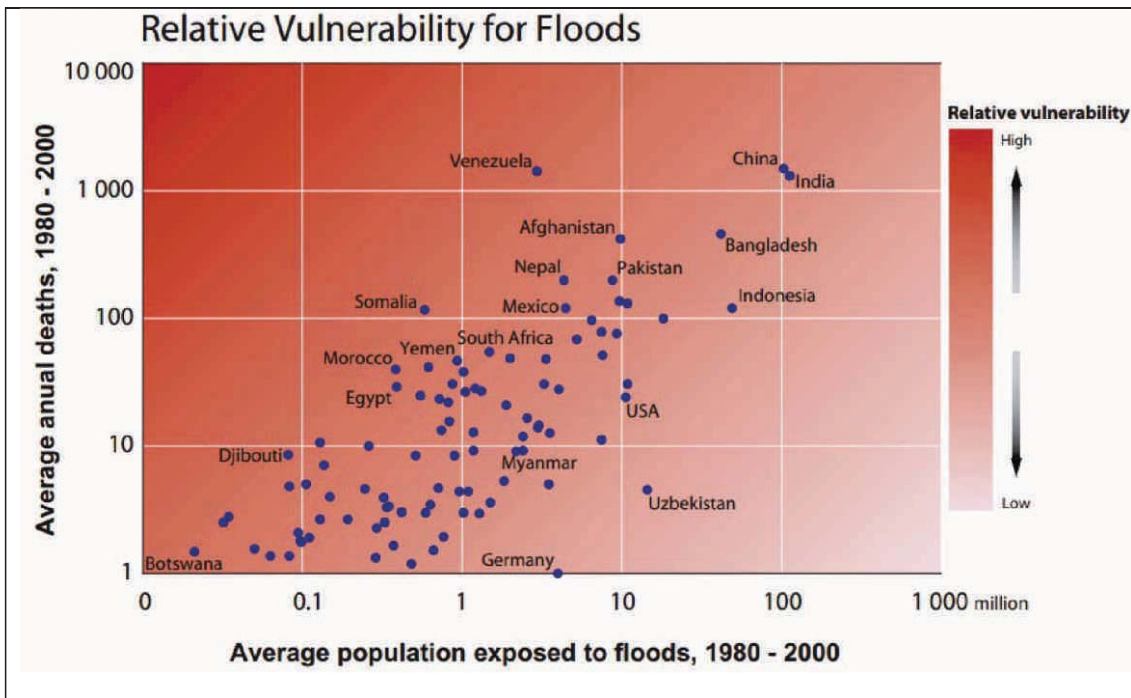 Relative Vulnerability for Floods
10 000
Relative vulnerability
High
Venezuela
China
India
1 000
Afghanistan
Bangladesh
Nepal
Pakistan
Indonesia
Somalia
Mexico
100
South Africa
Yemen
Morocco
Egypt
USA
10
Djibouti
Myanmar
Uzbekistan
Low
Germany
Botswana
1
0
0.1
1
10
100
1 000 million
Average anual deaths, 1980 - 2000
Average population exposed to floods, 1980 - 2000